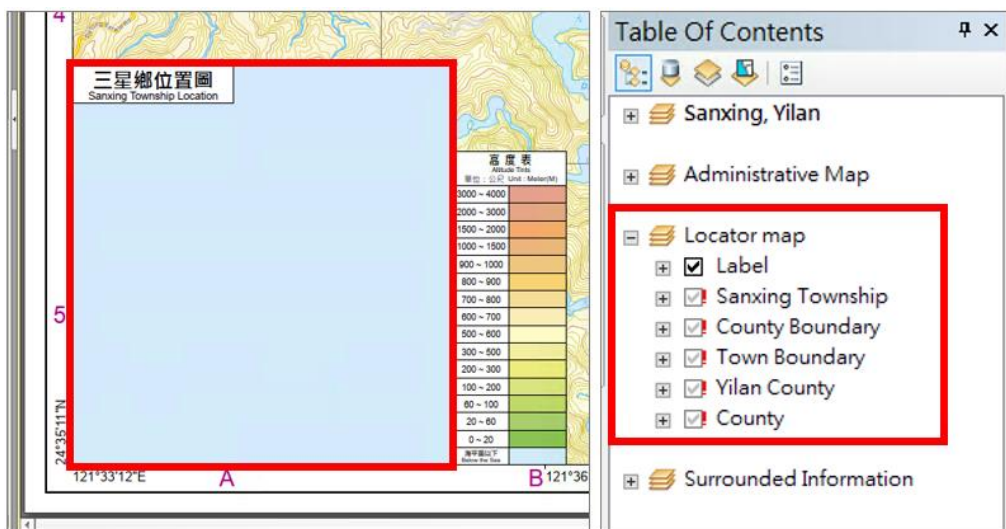 4
三星鄉位置圖
Sanxing Township Location
高度表
Altitude Tints
單位：公尺 Unit : Meter(M)
3000 ~ 4000
2000 ~ 3000
1500 ~ 2000
1000 ~ 1500
900 ~ 1000
800 ~ 900
700 ~ 800
600 ~ 700
500 ~ 600
300 ~ 500
200 ~ 300
100 ~ 200
60 ~ 100
20 ~ 60
0 ~ 20
海平面以下
Below the Sea
5
24°35'11"N
121°33'12"E
A
B
121°36
Table Of Contents
Sanxing, Yilan
Administrative Map
Locator map
Label
Sanxing Township
County Boundary
Town Boundary
Yilan County
County
Surrounded Information